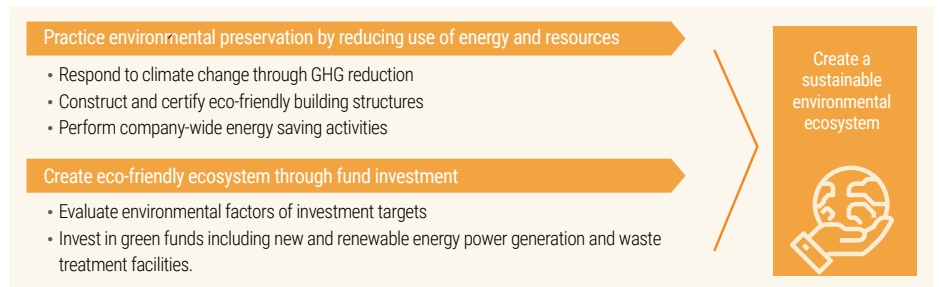 Practice environmental preservation by reducing use of energy and resources
• Respond to climate change through GHG reduction
• Construct and certify eco-friendly building structures
• Perform company-wide energy saving activities
Create eco-friendly ecosystem through fund investment
• Evaluate environmental factors of investment targets
• Invest in green funds including new and renewable energy power generation and waste
treatment facilities.
Create a
sustainable
environmental
ecosystem